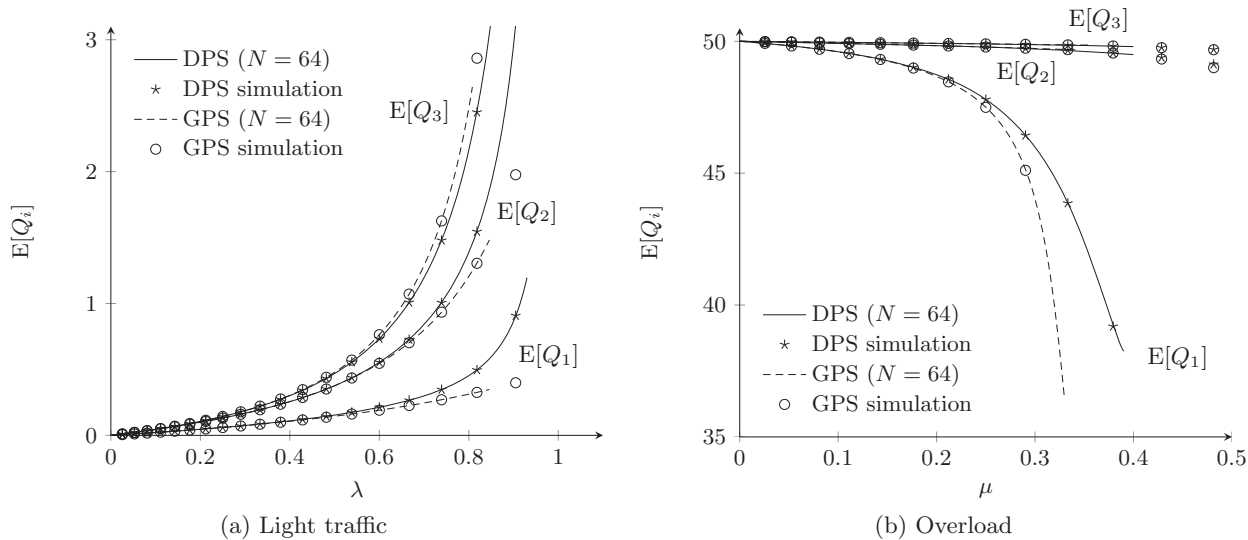 3
2
1
0
0
0.2
0.4
0.6
0.8
1
E[Q_i]
λ
DPS (N = 64)
DPS simulation
GPS (N = 64)
GPS simulation
E[Q_3]
E[Q_2]
E[Q_1]
(a) Light traffic
50
45
40
35
0
0.1
0.2
0.3
0.4
0.5
E[Q_i]
μ
E[Q_3]
E[Q_2]
DPS (N = 64)
DPS simulation
GPS (N = 64)
GPS simulation
E[Q_1]
(b) Overload